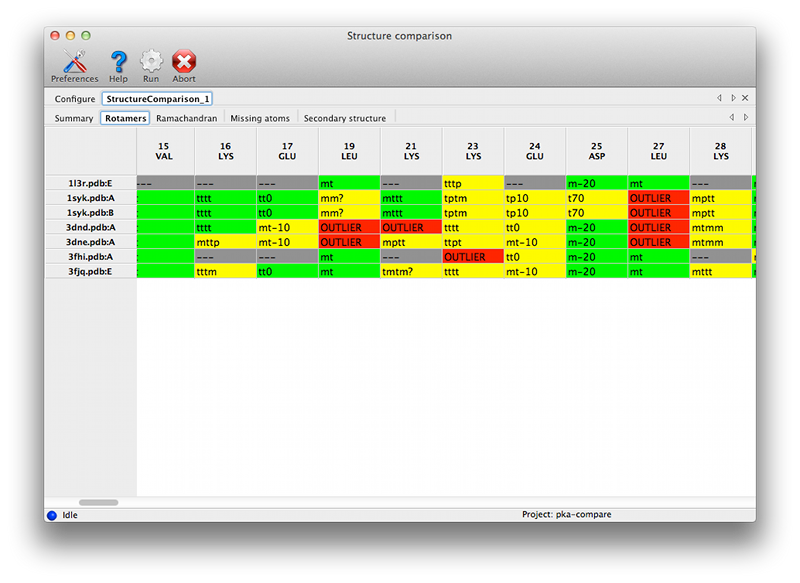 Structure comparison
Preferences Help Run Abort
Configure StructureComparison_1
Summary Rotamers Ramachandran Missing atoms Secondary structure
15 16 17 19 21 23 24 25 27 28
VAL LYS GLU LEU LYS LYS GLU ASP LEU LYS
1l3r.pdb:E --- --- --- mt --- tttp --- m-20 mt ---
1syk.pdb:A tttt tt0 mm? mttt tptm tp10 t70 OUTLIER mptt
1syk.pdb:B tttt tt0 mm? mttt tptm tp10 t70 OUTLIER mptt
3dnd.pdb:A tttt mt-10 OUTLIER OUTLIER tttt tt0 m-20 OUTLIER mtmm
3dne.pdb:A mttp mt-10 OUTLIER mptt ttpt mt-10 m-20 OUTLIER mtmm
3fhi.pdb:A --- --- mt --- OUTLIER tt0 m-20 mt ---
3fjq.pdb:E tttm tt0 mt tmtm? tttt mt-10 m-20 mt mttt
Idle Project: pka-compare